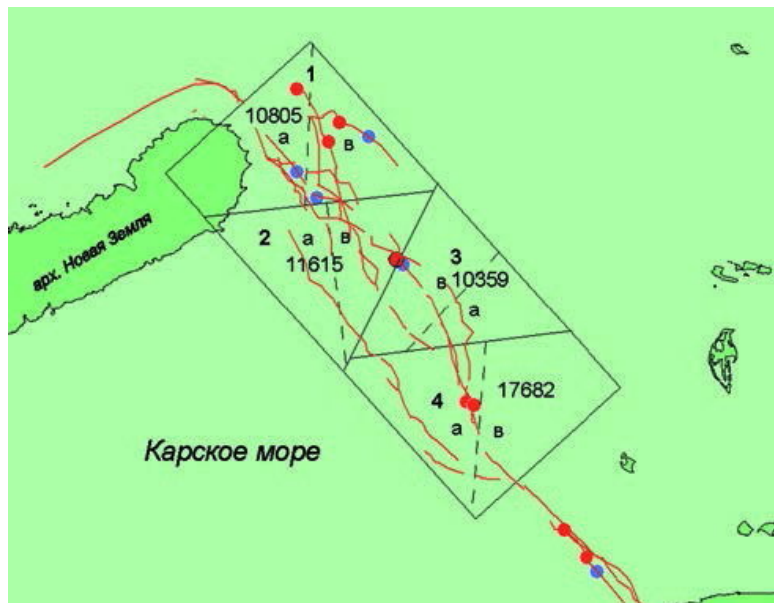 1
10805
а
в
2
а
в
3
11615
в
10359
а
арх. Новая Земля
4
17682
а
в
Карское море